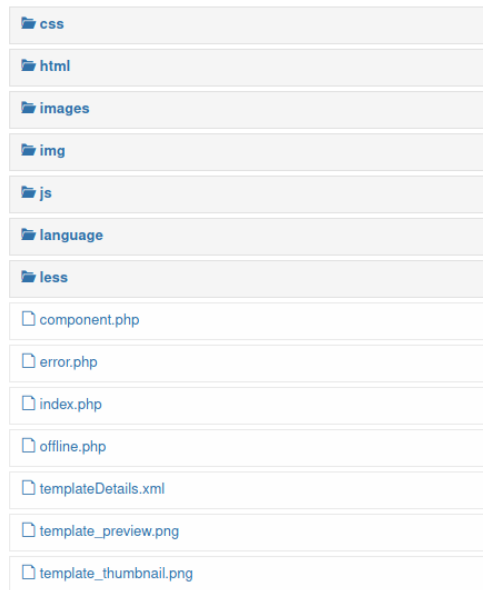 css
html
images
img
js
language
less
component.php
error.php
index.php
offline.php
templateDetails.xml
template_preview.png
template_thumbnail.png